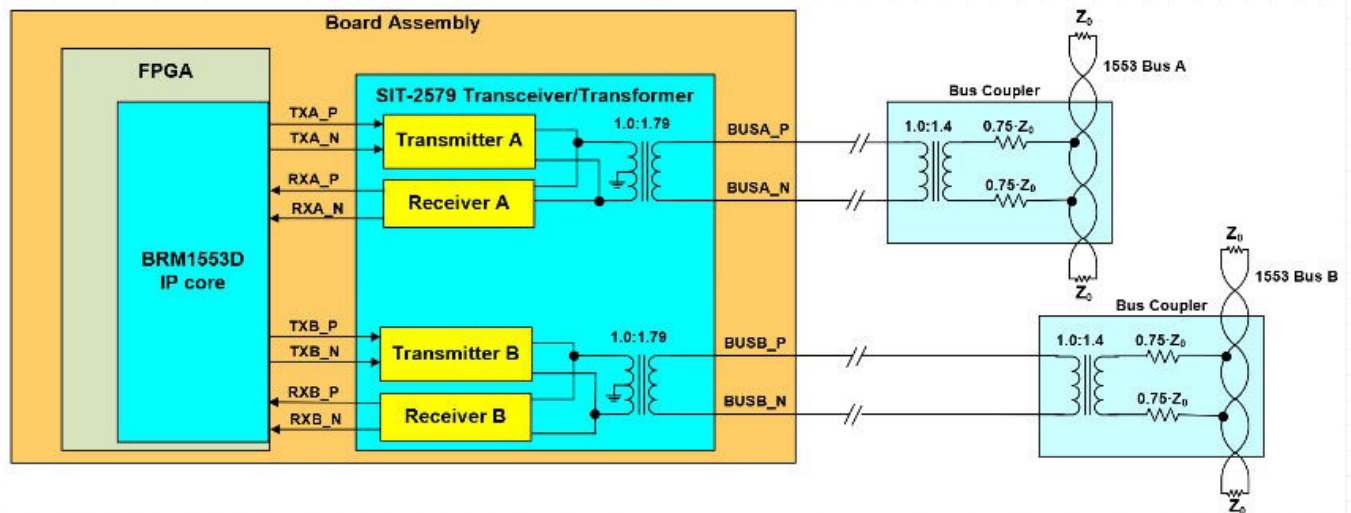 Board Assembly
FPGA
BRM1553D
IP core
TXA_P
TXA_N
RXA_P
RXA_N
TXB_P
TXB_N
RXB_P
RXB_N
SIT-2579 Transceiver/Transformer
Transmitter A
Receiver A
1.0:1.79
Transmitter B
Receiver B
1.0:1.79
BUSA_P
BUSA_N
BUSB_P
BUSB_N
Z₀
1553 Bus A
Bus Coupler
1.0:1.4
0.75·Z₀
0.75·Z₀
Z₀
Z₀
1553 Bus B
Bus Coupler
1.0:1.4
0.75·Z₀
0.75·Z₀
Z₀